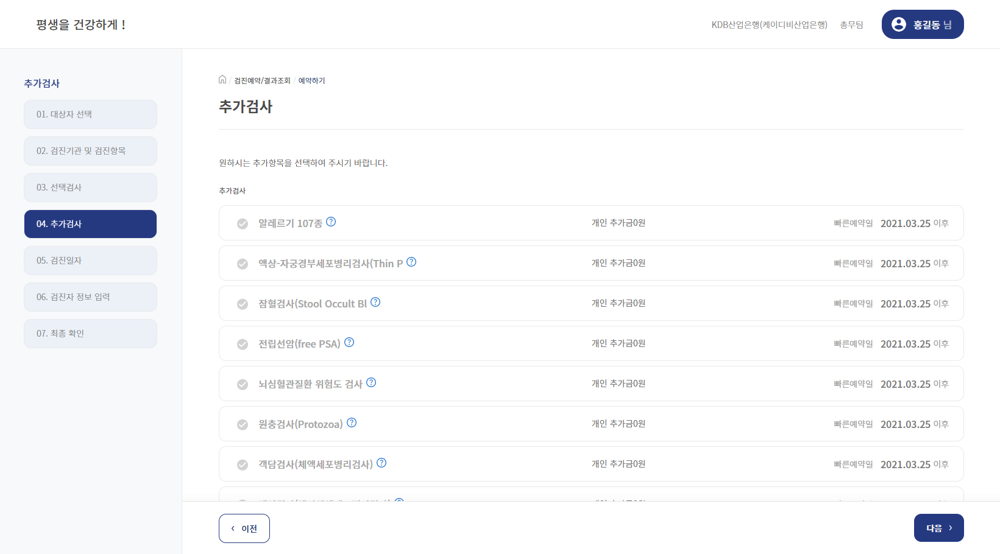 평생을 건강하게 !
KDB산업은행(케이디비산업은행) 총무팀 홍길동 님
추가검사
01. 대상자 선택
02. 검진기관 및 검진항목
03. 선택검사
04. 추가검사
05. 검진일자
06. 검진자 정보 입력
07. 최종 확인
/ 검진예약/결과조회 / 예약하기
추가검사
원하시는 추가항목을 선택하여 주시기 바랍니다.
추가검사
알레르기 107종 ? 개인 추가금0원 빠른예약일 2021.03.25 이후
액상-자궁경부세포병리검사(Thin P ? 개인 추가금0원 빠른예약일 2021.03.25 이후
잠혈검사(Stool Occult Bl ? 개인 추가금0원 빠른예약일 2021.03.25 이후
전립선암(free PSA) ? 개인 추가금0원 빠른예약일 2021.03.25 이후
뇌심혈관질환 위험도 검사 ? 개인 추가금0원 빠른예약일 2021.03.25 이후
원충검사(Protozoa) ? 개인 추가금0원 빠른예약일 2021.03.25 이후
객담검사(체액세포병리검사) ? 개인 추가금0원 빠른예약일 2021.03.25 이후
‹ 이전
다음 ›